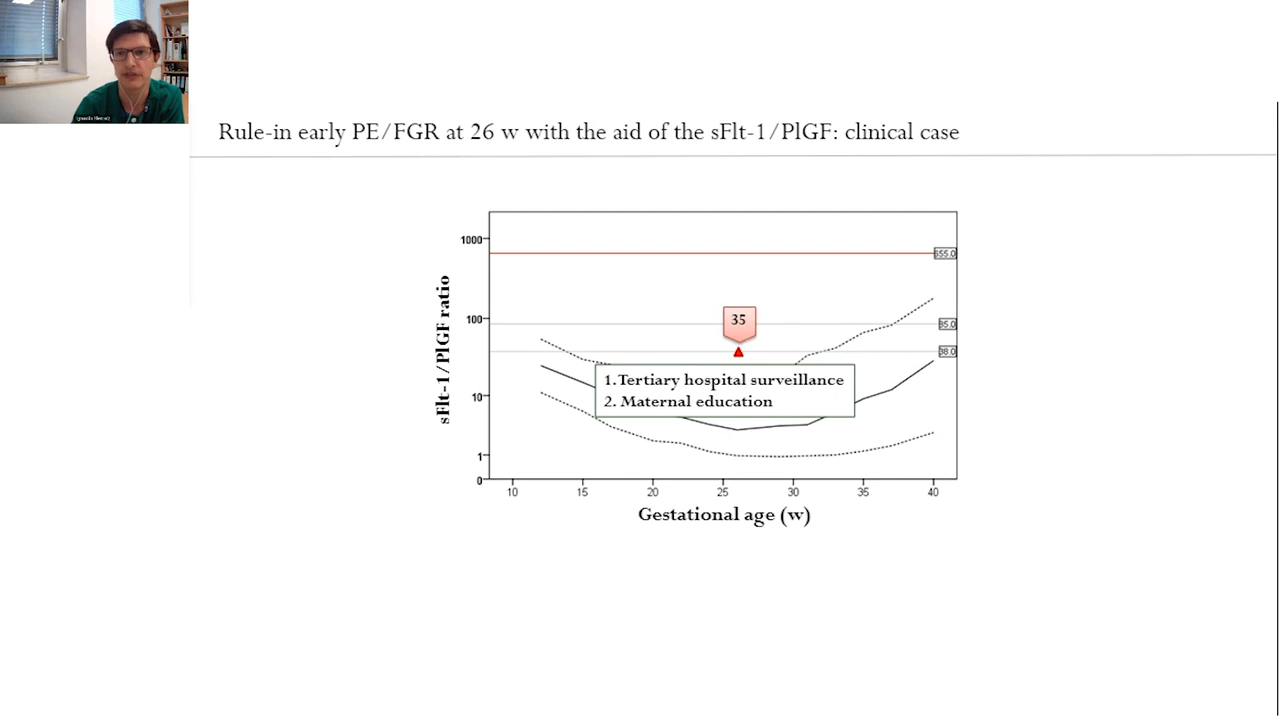 Rule-in early PE/FGR at 26 w with the aid of the sFlt-1/PlGF: clinical case
1000
100
10
1
0
sFlt-1/PlGF ratio
655.0
85.0
38.0
35
1.Tertiary hospital surveillance
2. Maternal education
10 15 20 25 30 35 40
Gestational age (w)